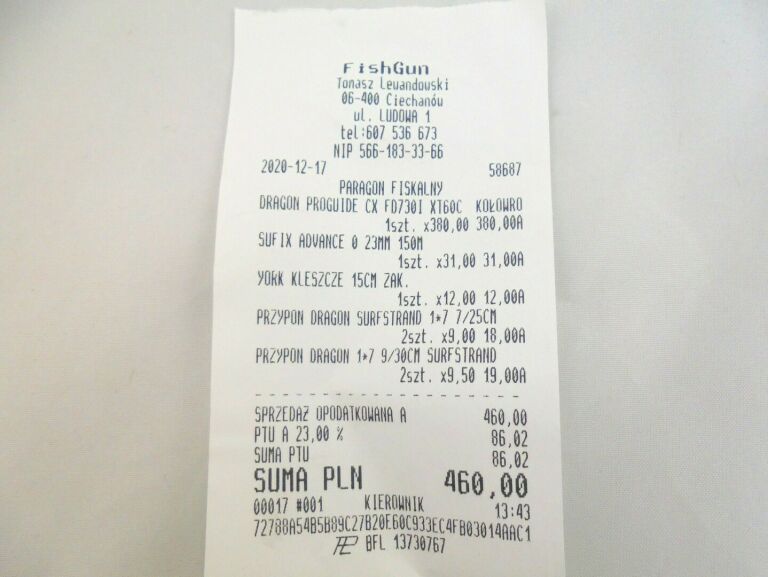 FishGun
Tomasz Lewandowski
06-400 Ciechanów
ul. LUDOWA 1
tel:607 536 673
NIP 566-183-33-66
2020-12-17 58687
PARAGON FISKALNY
DRAGON PROGUIDE CX FD730I XT60C KOŁOWRO
1szt. x380,00 380,00A
SUFIX ADVANCE 0 23MM 150M
1szt. x31,00 31,00A
YORK KLESZCZE 15CM ZAK.
1szt. x12,00 12,00A
PRZYPON DRAGON SURFSTRAND 1*7 7/25CM
2szt. x9,00 18,00A
PRZYPON DRAGON 1*7 9/30CM SURFSTRAND
2szt. x9,50 19,00A
SPRZEDAŻ OPODATKOWANA A 460,00
PTU A 23,00 % 86,02
SUMA PTU 86,02
SUMA PLN 460,00
00017 #001 KIEROWNIK 13:43
72788A54B5B89C27B20E60C933EC4FB03014AAC1
BFL 13730767